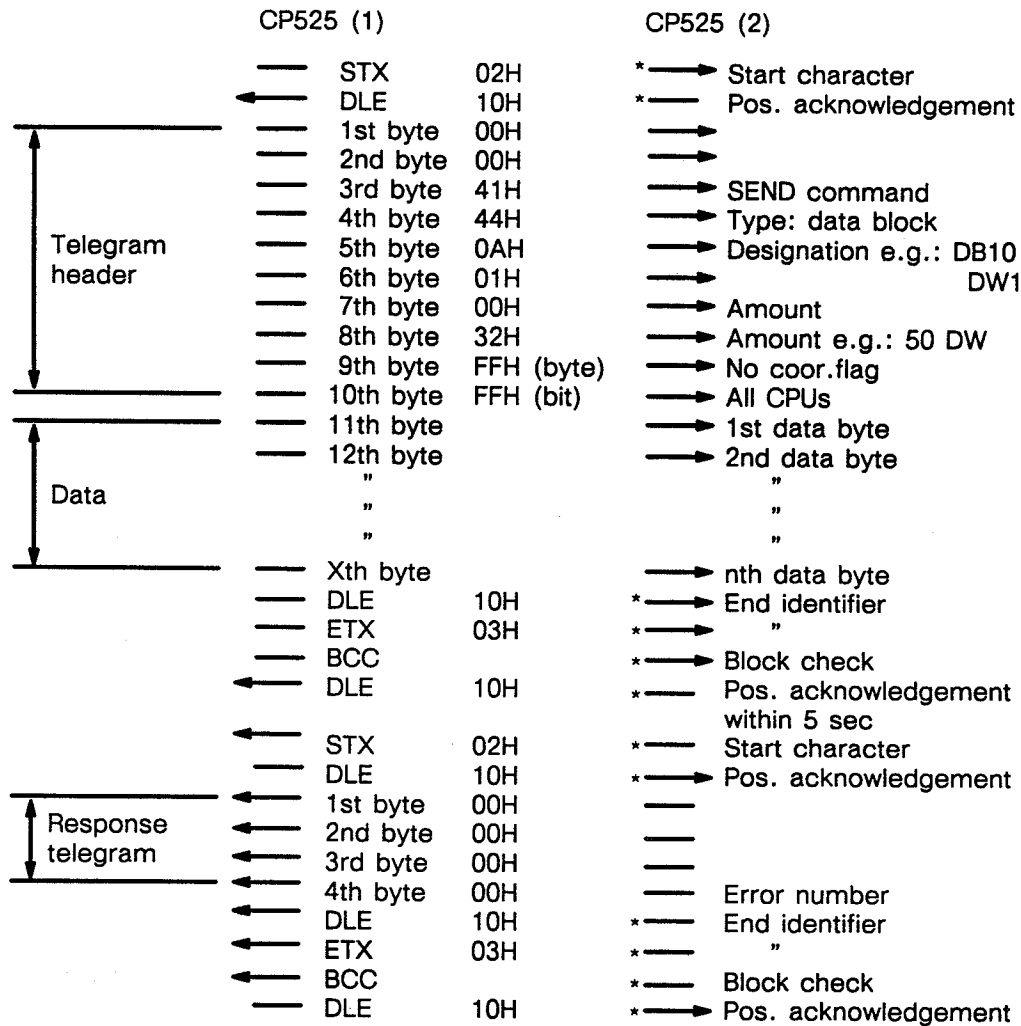 CP525 (1) CP525 (2)
STX 02H * Start character
DLE 10H * Pos. acknowledgement
1st byte 00H
2nd byte 00H
3rd byte 41H SEND command
4th byte 44H Type: data block
Telegram 5th byte 0AH Designation e.g.: DB10
header 6th byte 01H DW1
7th byte 00H Amount
8th byte 32H Amount e.g.: 50 DW
9th byte FFH (byte) No coor.flag
10th byte FFH (bit) All CPUs
11th byte 1st data byte
12th byte 2nd data byte
" "
Data " "
" "
Xth byte nth data byte
DLE 10H * End identifier
ETX 03H * "
BCC * Block check
DLE 10H * Pos. acknowledgement
within 5 sec
STX 02H * Start character
DLE 10H * Pos. acknowledgement
1st byte 00H
Response 2nd byte 00H
telegram 3rd byte 00H
4th byte 00H Error number
DLE 10H * End identifier
ETX 03H * "
BCC * Block check
DLE 10H * Pos. acknowledgement